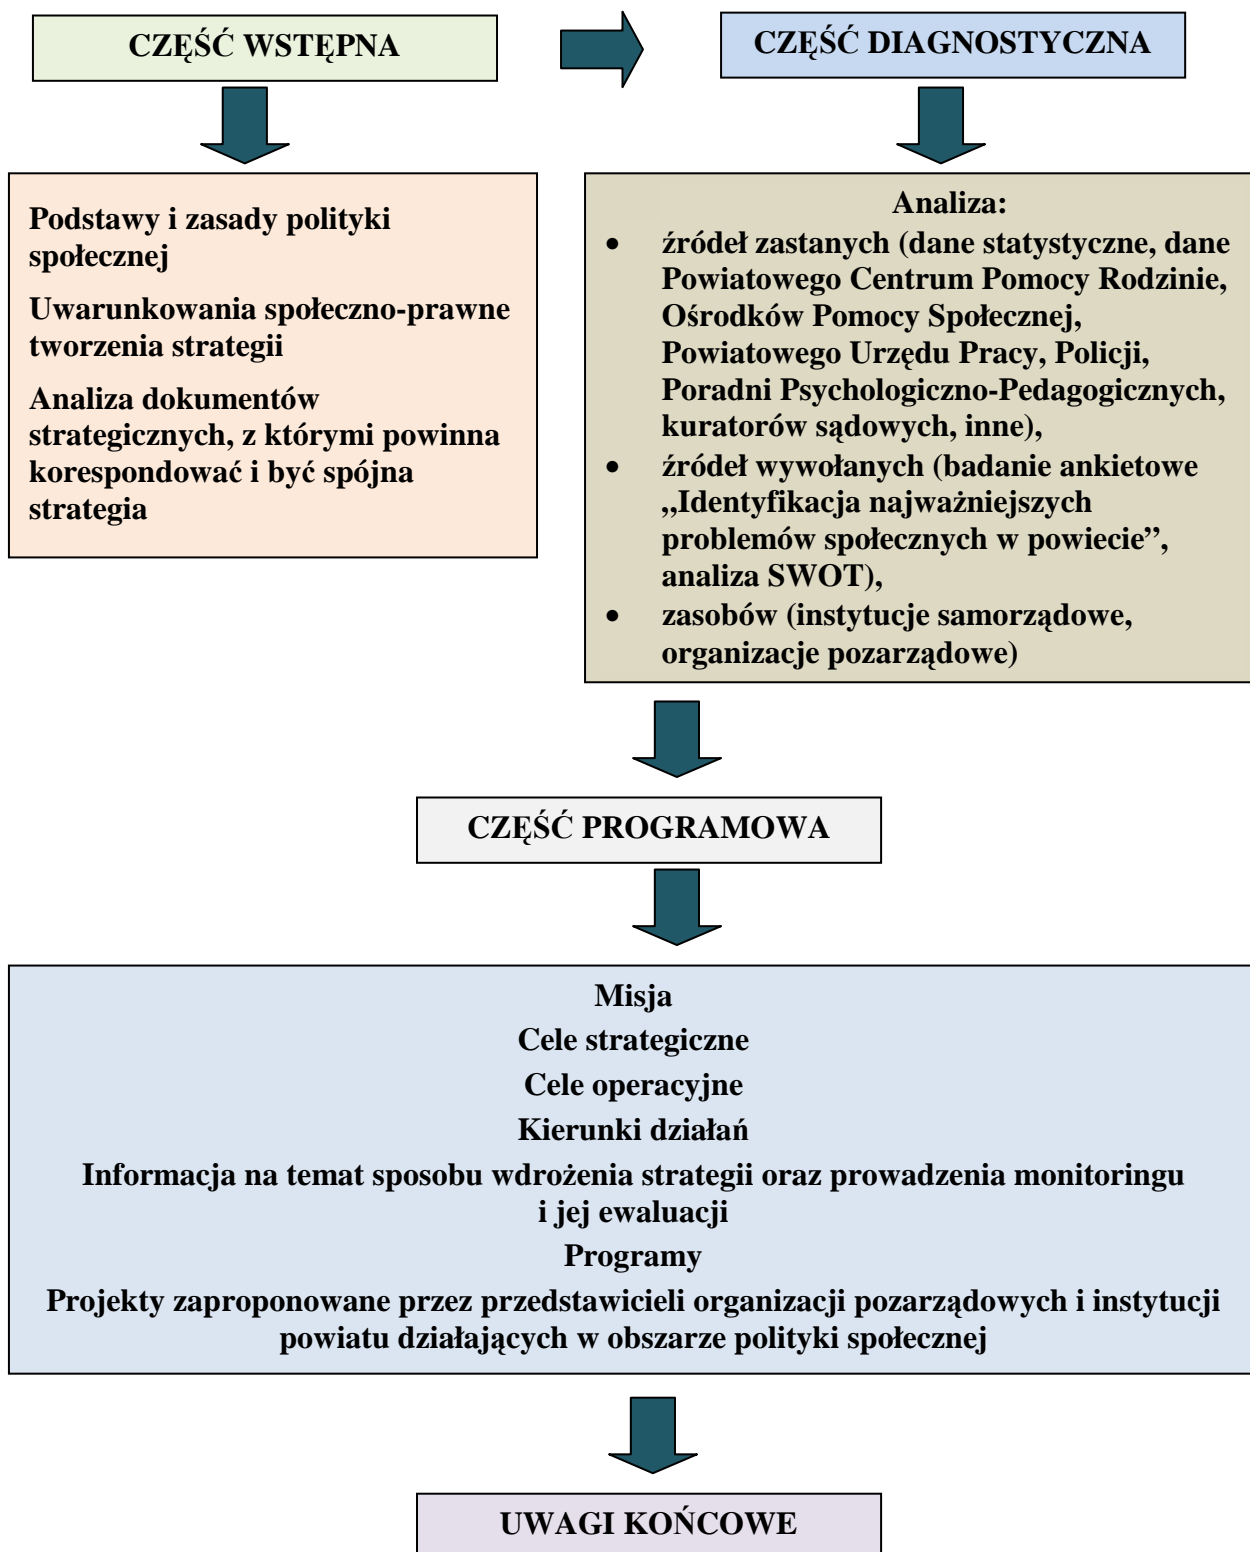 CZĘŚĆ WSTĘPNA
CZĘŚĆ DIAGNOSTYCZNA
Podstawy i zasady polityki
społecznej
Uwarunkowania społeczno-prawne
tworzenia strategii
Analiza dokumentów
strategicznych, z którymi powinna
korespondować i być spójna
strategia
Analiza:
• źródeł zastanych (dane statystyczne, dane
Powiatowego Centrum Pomocy Rodzinie,
Ośrodków Pomocy Społecznej,
Powiatowego Urzędu Pracy, Policji,
Poradni Psychologiczno-Pedagogicznych,
kuratorów sądowych, inne),
• źródeł wywołanych (badanie ankietowe
„Identyfikacja najważniejszych
problemów społecznych w powiecie”,
analiza SWOT),
• zasobów (instytucje samorządowe,
organizacje pozarządowe)
CZĘŚĆ PROGRAMOWA
Misja
Cele strategiczne
Cele operacyjne
Kierunki działań
Informacja na temat sposobu wdrożenia strategii oraz prowadzenia monitoringu
i jej ewaluacji
Programy
Projekty zaproponowane przez przedstawicieli organizacji pozarządowych i instytucji
powiatu działających w obszarze polityki społecznej
UWAGI KOŃCOWE